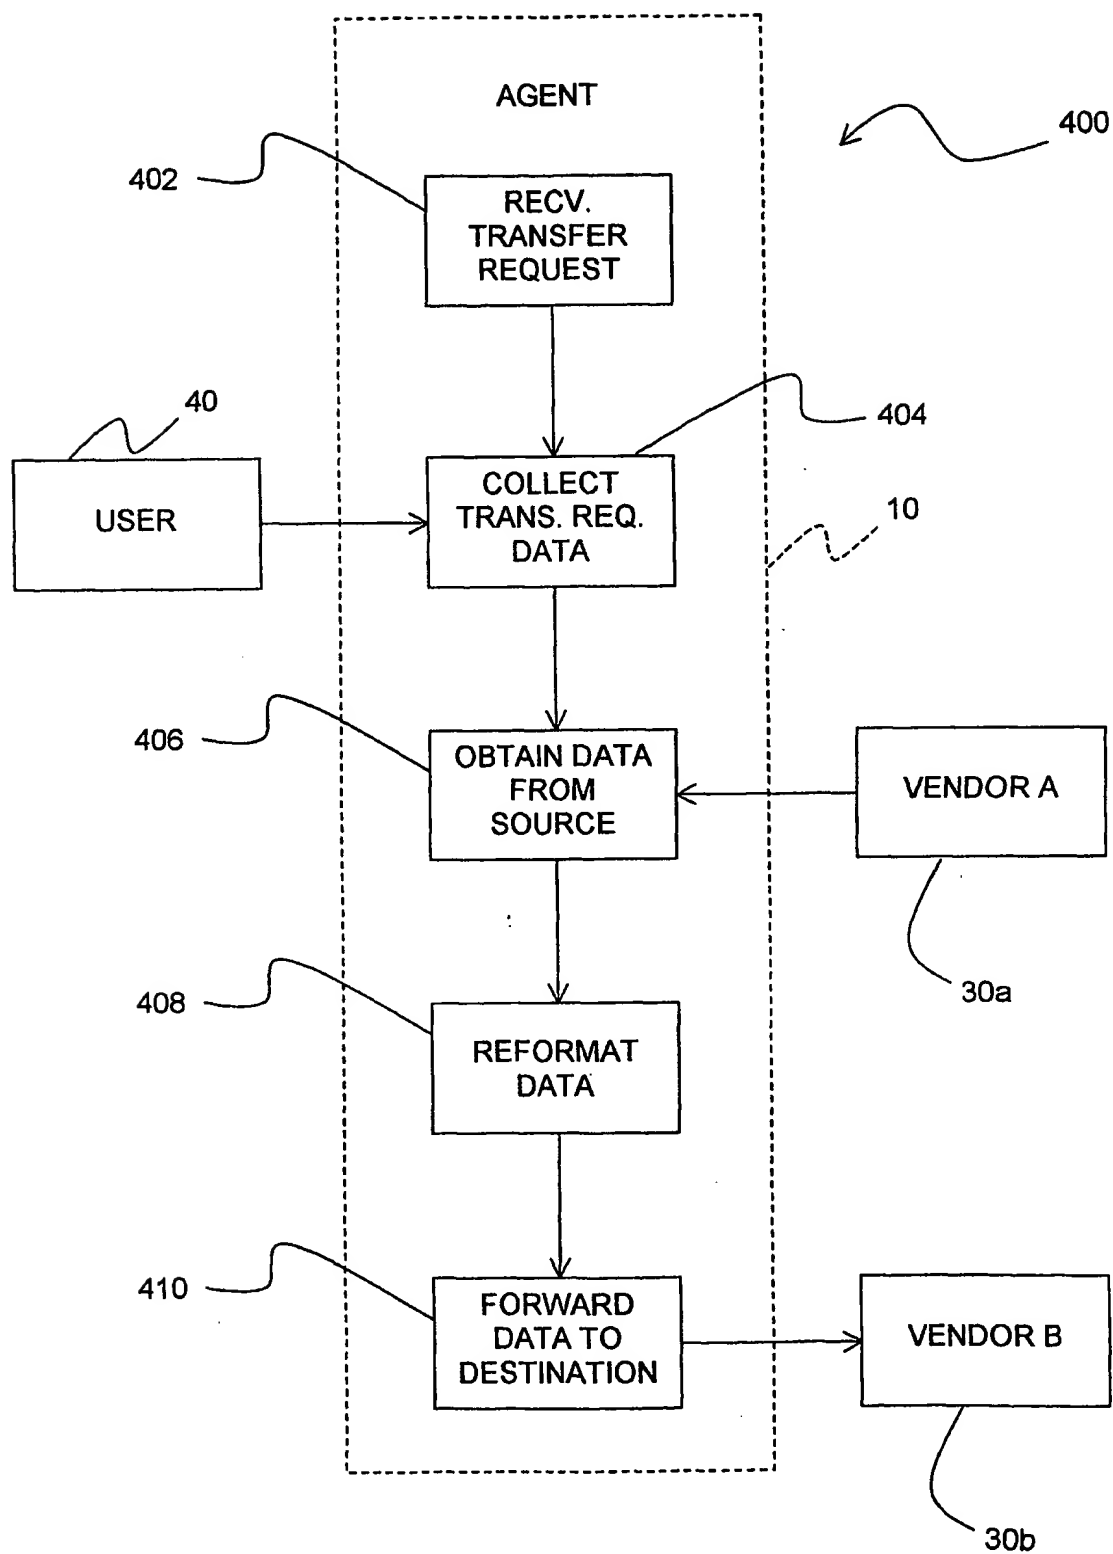 AGENT
400
402
RECV.
TRANSFER
REQUEST
40
404
USER
COLLECT
TRANS. REQ.
DATA
10
406
OBTAIN DATA
FROM
SOURCE
VENDOR A
30a
408
REFORMAT
DATA
410
FORWARD
DATA TO
DESTINATION
VENDOR B
30b